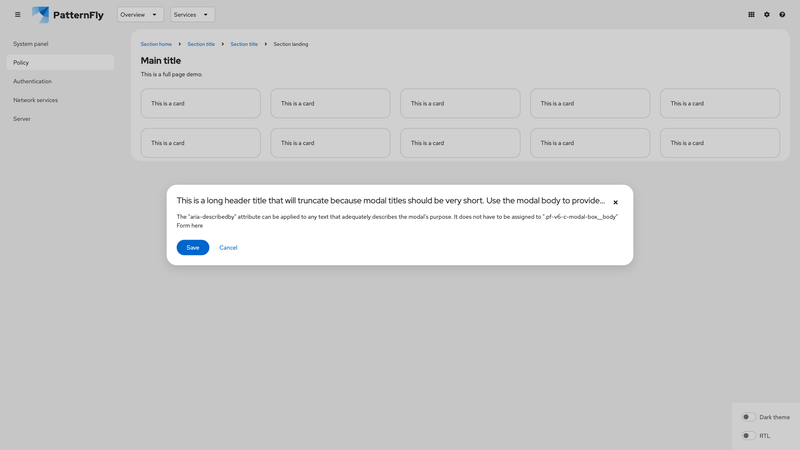 PatternFly
Overview
Services
System panel
Policy
Authentication
Network services
Server
Section home
Section title
Section title
Section landing
Main title
This is a full page demo.
This is a card
This is a card
This is a card
This is a card
This is a card
This is a card
This is a card
This is a card
This is a card
This is a card
This is a long header title that will truncate because modal titles should be very short. Use the modal body to provide...
The "aria-describedby" attribute can be applied to any text that adequately describes the modal's purpose. It does not have to be assigned to ".pf-v6-c-modal-box__body"
Form here
Save
Cancel
Dark theme
RTL